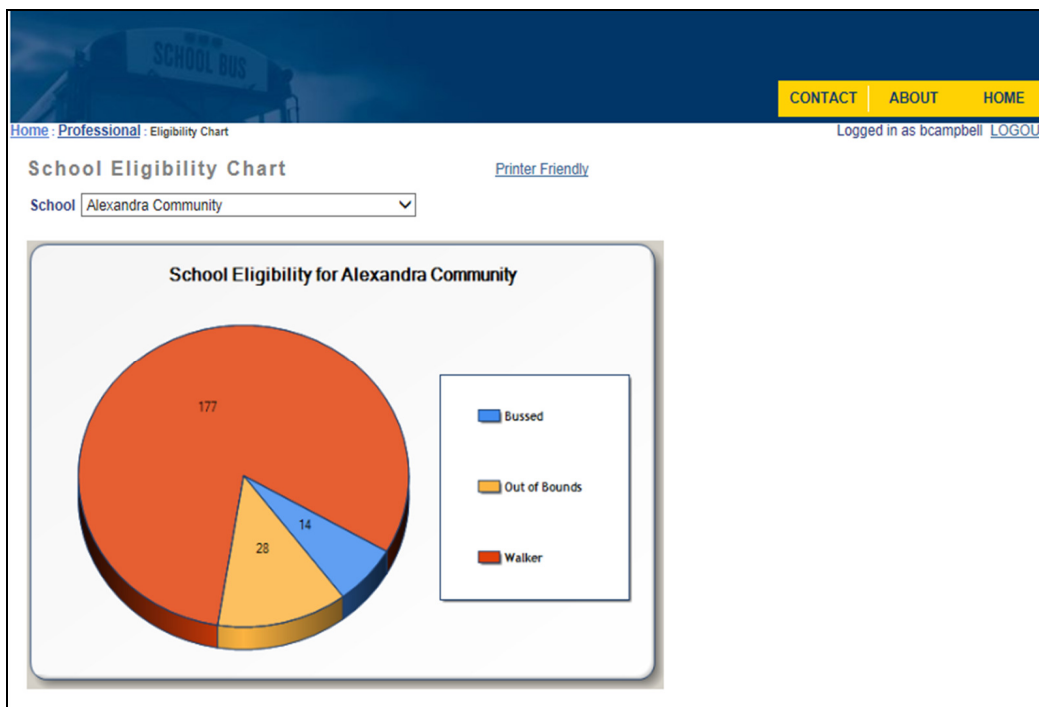 SCHOOL BUS
CONTACT ABOUT HOME
Home : Professional : Eligibility Chart
Logged in as bcampbell LOGOU
School Eligibility Chart
Printer Friendly
School Alexandra Community
School Eligibility for Alexandra Community
177
14
28
Bussed
Out of Bounds
Walker